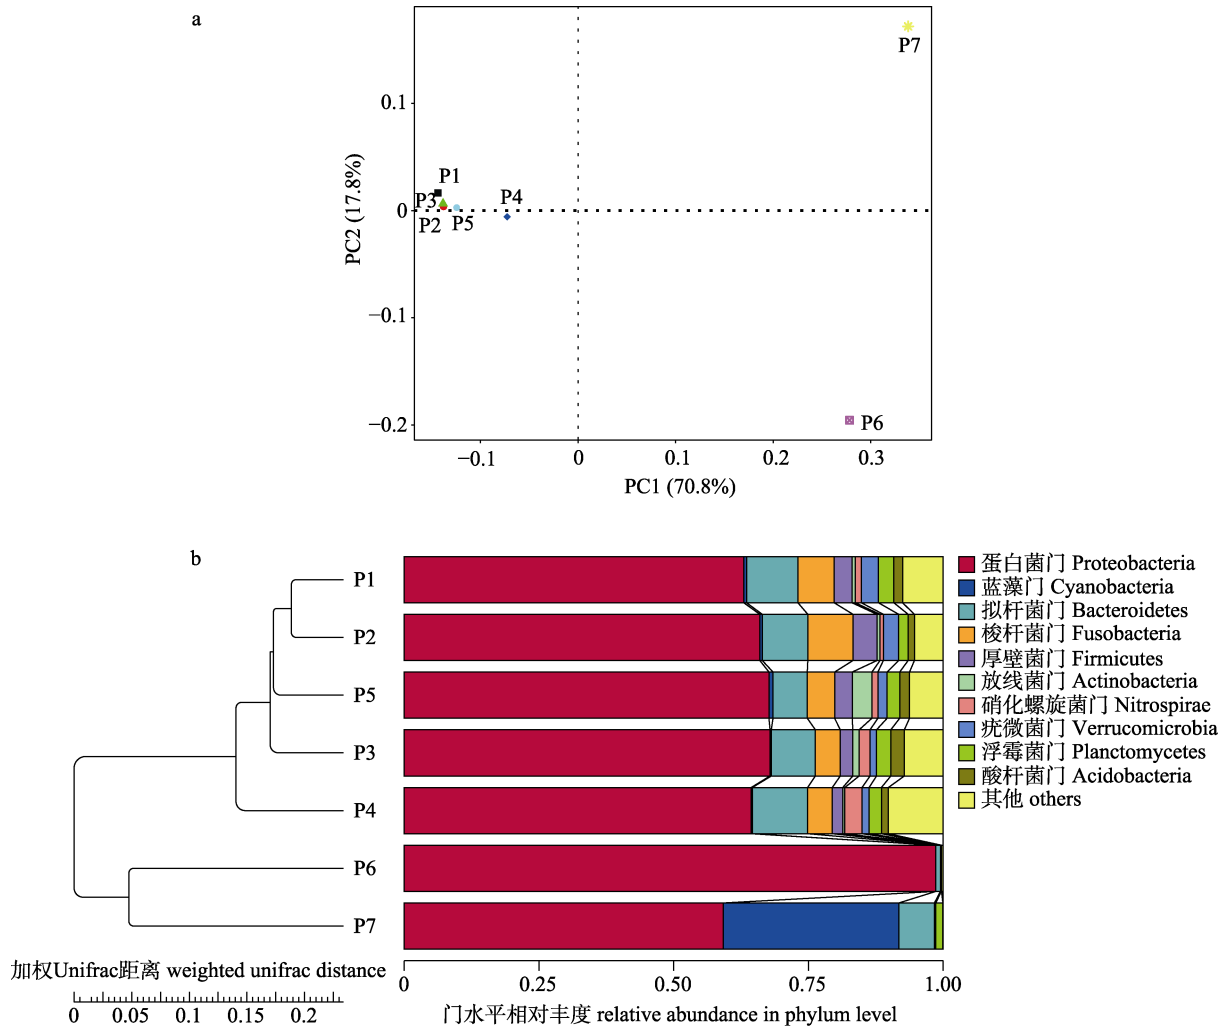 a
P7
0.1
P1
P3
P4
0
P2
P5
PC2 (17.8%)
−0.1
−0.2
P6
−0.1
0
0.1
0.2
0.3
PC1 (70.8%)
b
P1
P2
P5
P3
P4
P6
P7
蛋白菌门 Proteobacteria
蓝藻门 Cyanobacteria
拟杆菌门 Bacteroidetes
梭杆菌门 Fusobacteria
厚壁菌门 Firmicutes
放线菌门 Actinobacteria
硝化螺旋菌门 Nitrospirae
疣微菌门 Verrucomicrobia
浮霉菌门 Planctomycetes
酸杆菌门 Acidobacteria
其他 others
加权Unifrac距离 weighted unifrac distance
0
0.05
0.1
0.15
0.2
0
0.25
0.50
0.75
1.00
门水平相对丰度 relative abundance in phylum level